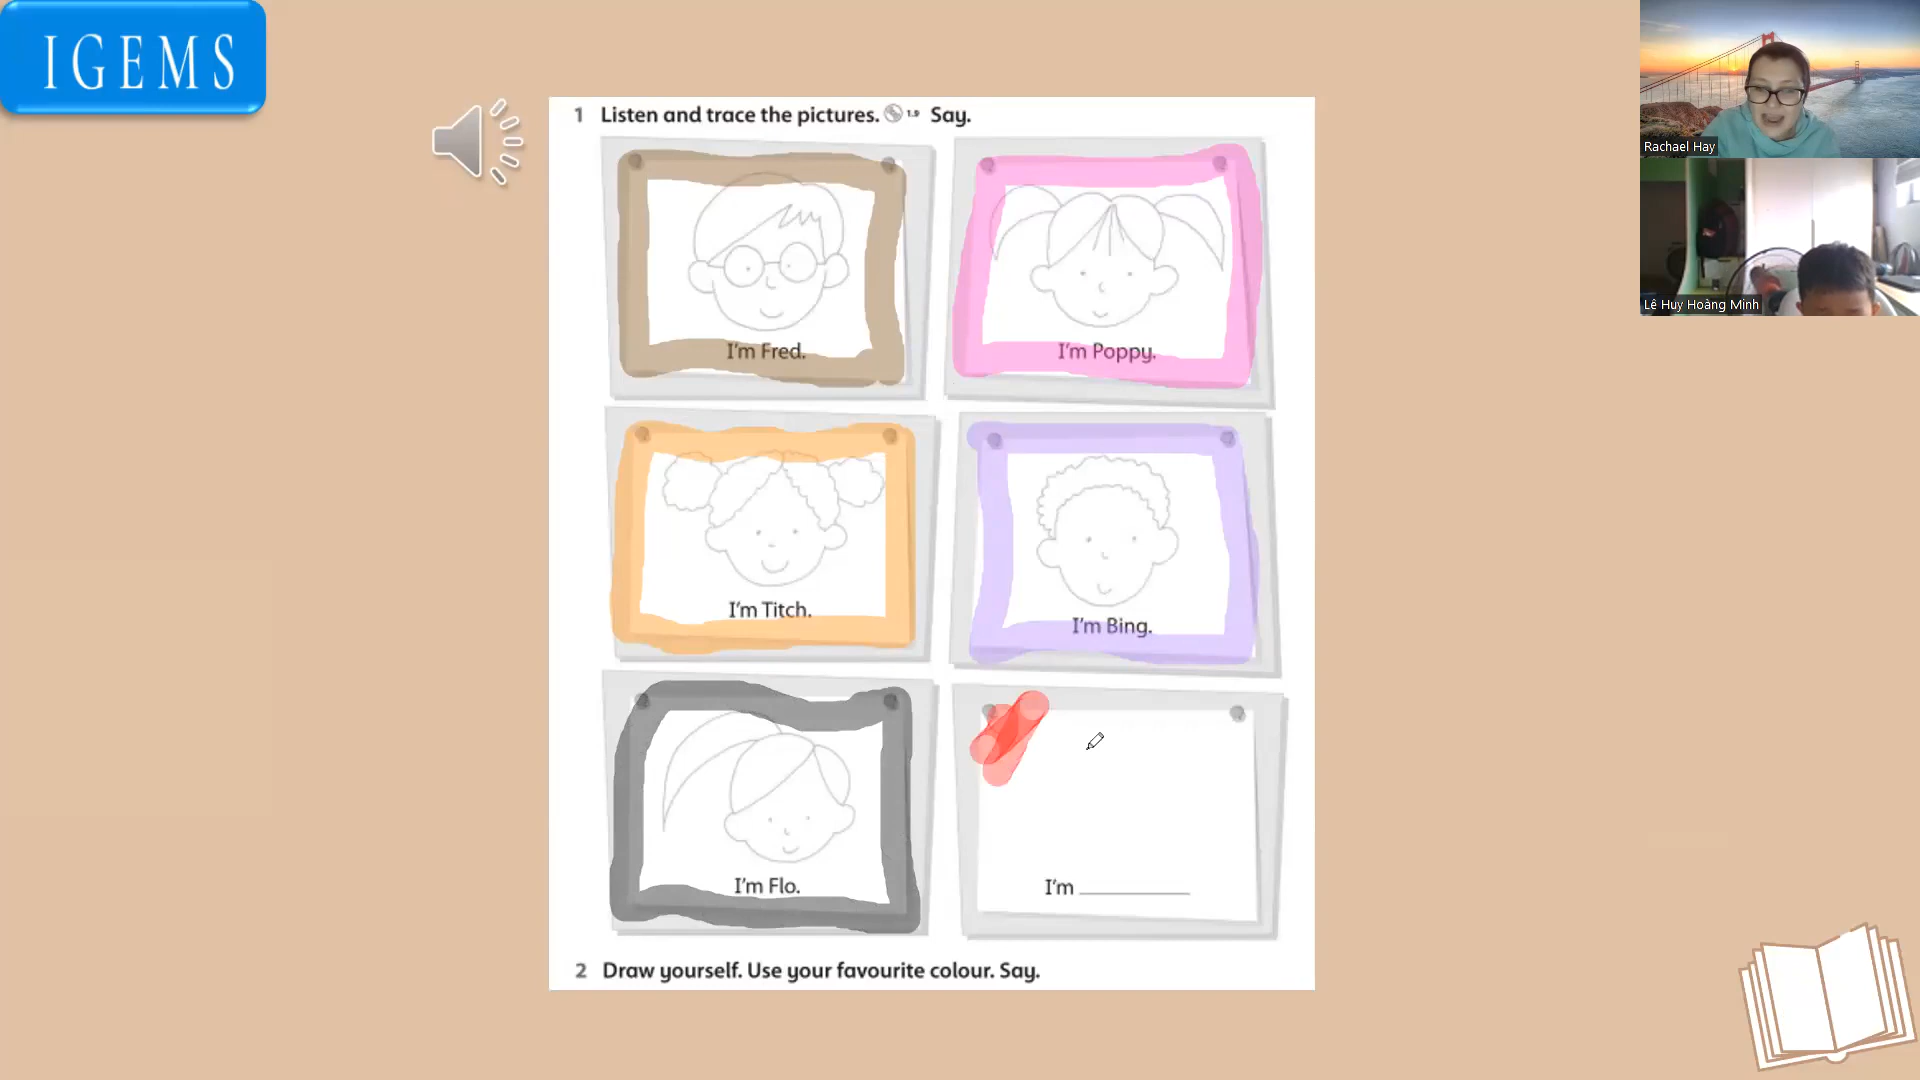 IGEMS
1 Listen and trace the pictures. 1.9 Say.
I'm Fred.
I'm Poppy.
I'm Titch.
I'm Bing.
I'm Flo.
I'm ___________
2 Draw yourself. Use your favourite colour. Say.
Rachael Hay
Lê Huy Hoàng Minh